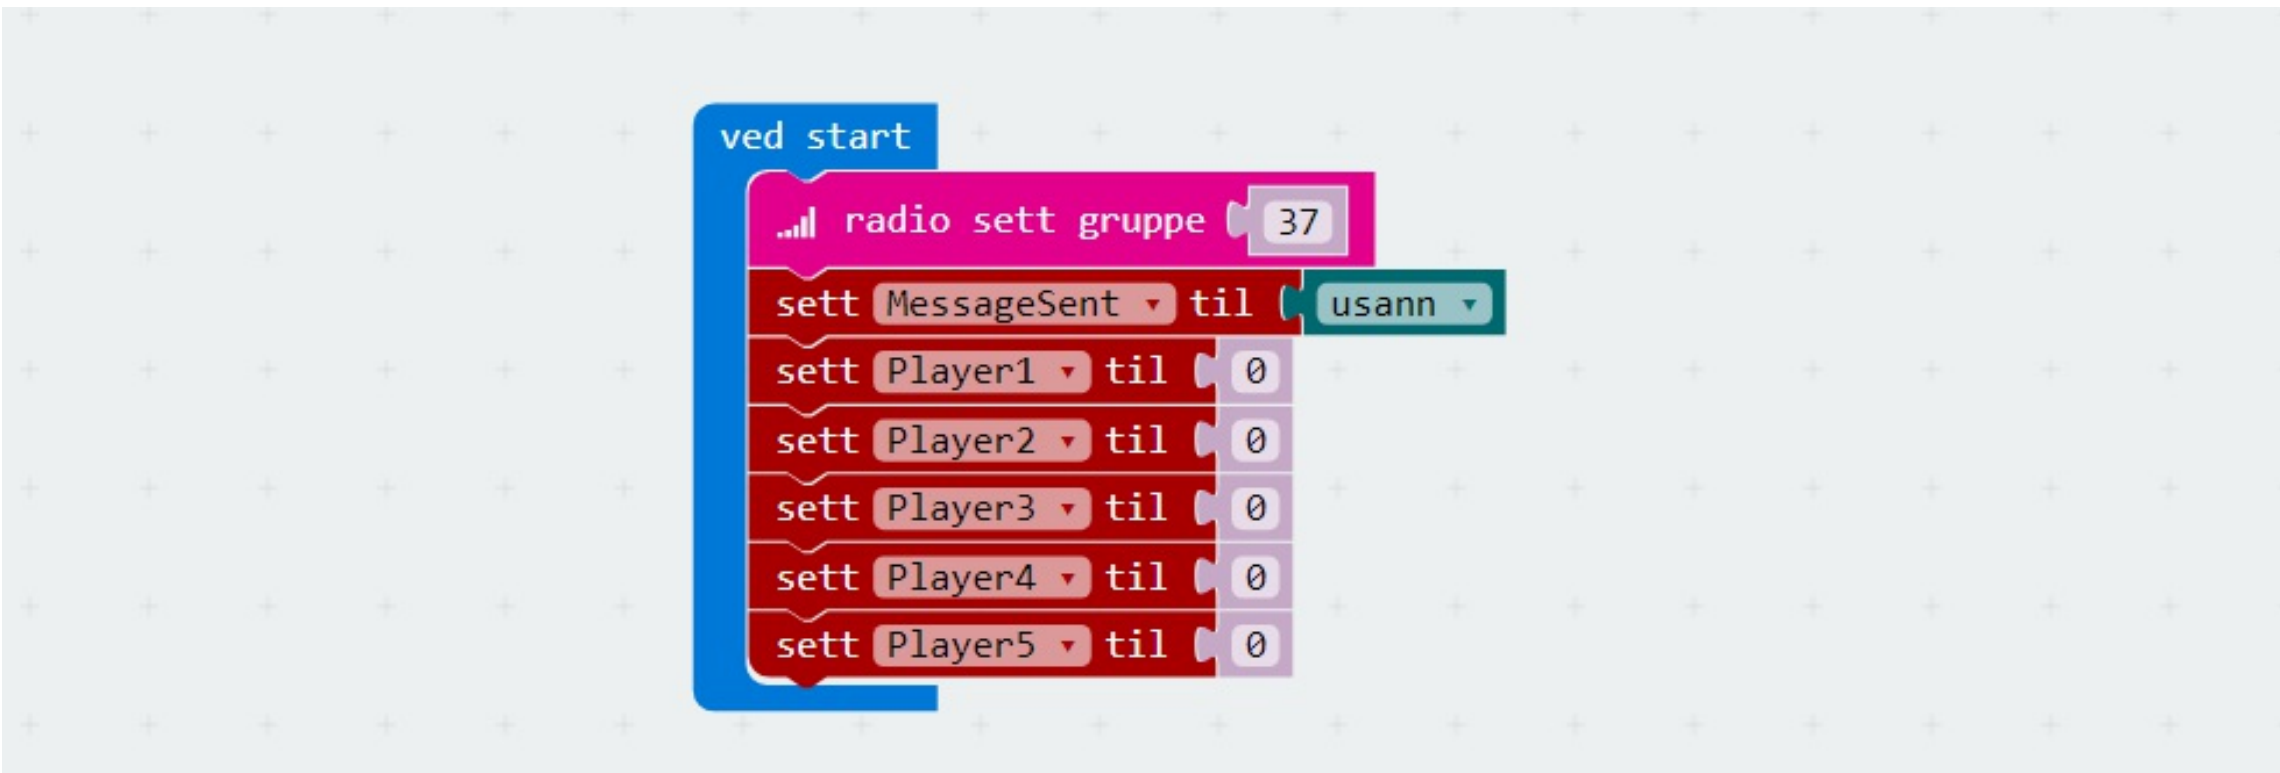 ved start
radio sett gruppe 37
sett MessageSent til usann
sett Player1 til 0
sett Player2 til 0
sett Player3 til 0
sett Player4 til 0
sett Player5 til 0